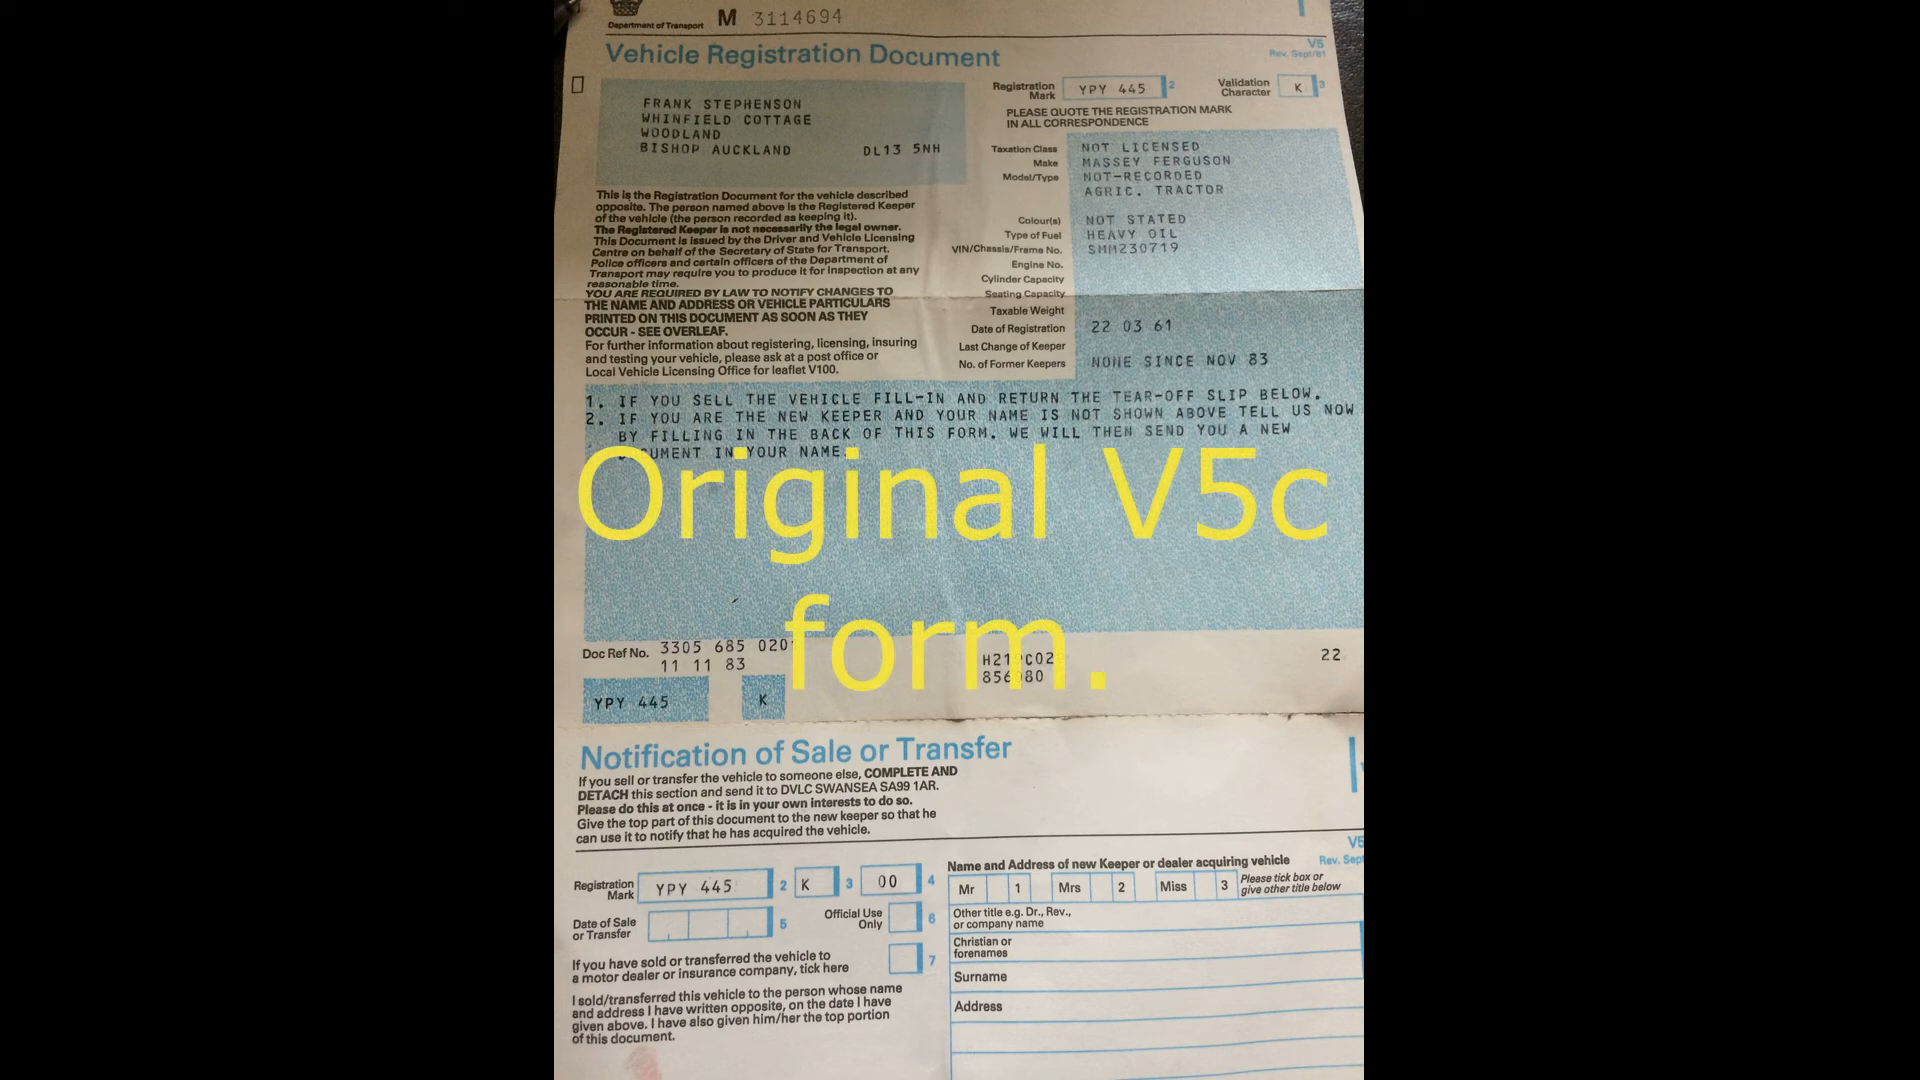 Department of Transport M 3114694
Vehicle Registration Document
V5
Rev. Sept/81
FRANK STEPHENSON
WHINFIELD COTTAGE
WOODLAND
BISHOP AUCKLAND DL13 5NH
Registration Mark YPY 445 2 Validation Character K 3
PLEASE QUOTE THE REGISTRATION MARK
IN ALL CORRESPONDENCE
Taxation Class NOT LICENSED
Make MASSEY FERGUSON
Model/Type NOT-RECORDED
AGRIC. TRACTOR
Colour(s) NOT STATED
Type of Fuel HEAVY OIL
VIN/Chassis/Frame No. SMM230719
Engine No.
Cylinder Capacity
Seating Capacity
Taxable Weight
Date of Registration 22 03 61
Last Change of Keeper
No. of Former Keepers NONE SINCE NOV 83
This is the Registration Document for the vehicle described
opposite. The person named above is the Registered Keeper
of the vehicle (the person recorded as keeping it).
The Registered Keeper is not necessarily the legal owner.
This Document is issued by the Driver and Vehicle Licensing
Centre on behalf of the Secretary of State for Transport.
Police officers and certain officers of the Department of
Transport may require you to produce it for inspection at any
reasonable time.
YOU ARE REQUIRED BY LAW TO NOTIFY CHANGES TO
THE NAME AND ADDRESS OR VEHICLE PARTICULARS
PRINTED ON THIS DOCUMENT AS SOON AS THEY
OCCUR - SEE OVERLEAF.
For further information about registering, licensing, insuring
and testing your vehicle, please ask at a post office or
Local Vehicle Licensing Office for leaflet V100.
1. IF YOU SELL THE VEHICLE FILL-IN AND RETURN THE TEAR-OFF SLIP BELOW.
2. IF YOU ARE THE NEW KEEPER AND YOUR NAME IS NOT SHOWN ABOVE TELL US NOW
BY FILLING IN THE BACK OF THIS FORM. WE WILL THEN SEND YOU A NEW
DOCUMENT IN YOUR NAME.
Original V5c
form.
Doc Ref No. 3305 685 020
11 11 83
22
YPY 445 K
Notification of Sale or Transfer
If you sell or transfer the vehicle to someone else, COMPLETE AND
DETACH this section and send it to DVLC SWANSEA SA99 1AR.
Please do this at once - it is in your own interests to do so.
Give the top part of this document to the new keeper so that he
can use it to notify that he has acquired the vehicle.
V5
Rev. Sept
Registration Mark YPY 445 2 K 3 00 4
Date of Sale or Transfer 5 Official Use Only 6
If you have sold or transferred the vehicle to
a motor dealer or insurance company, tick here 7
I sold/transferred this vehicle to the person whose name
and address I have written opposite, on the date I have
given above. I have also given him/her the top portion
of this document.
Name and Address of new Keeper or dealer acquiring vehicle
Mr 1 Mrs 2 Miss 3 Please tick box or
give other title below
Other title e.g. Dr., Rev.,
or company name
Christian or
forenames
Surname
Address